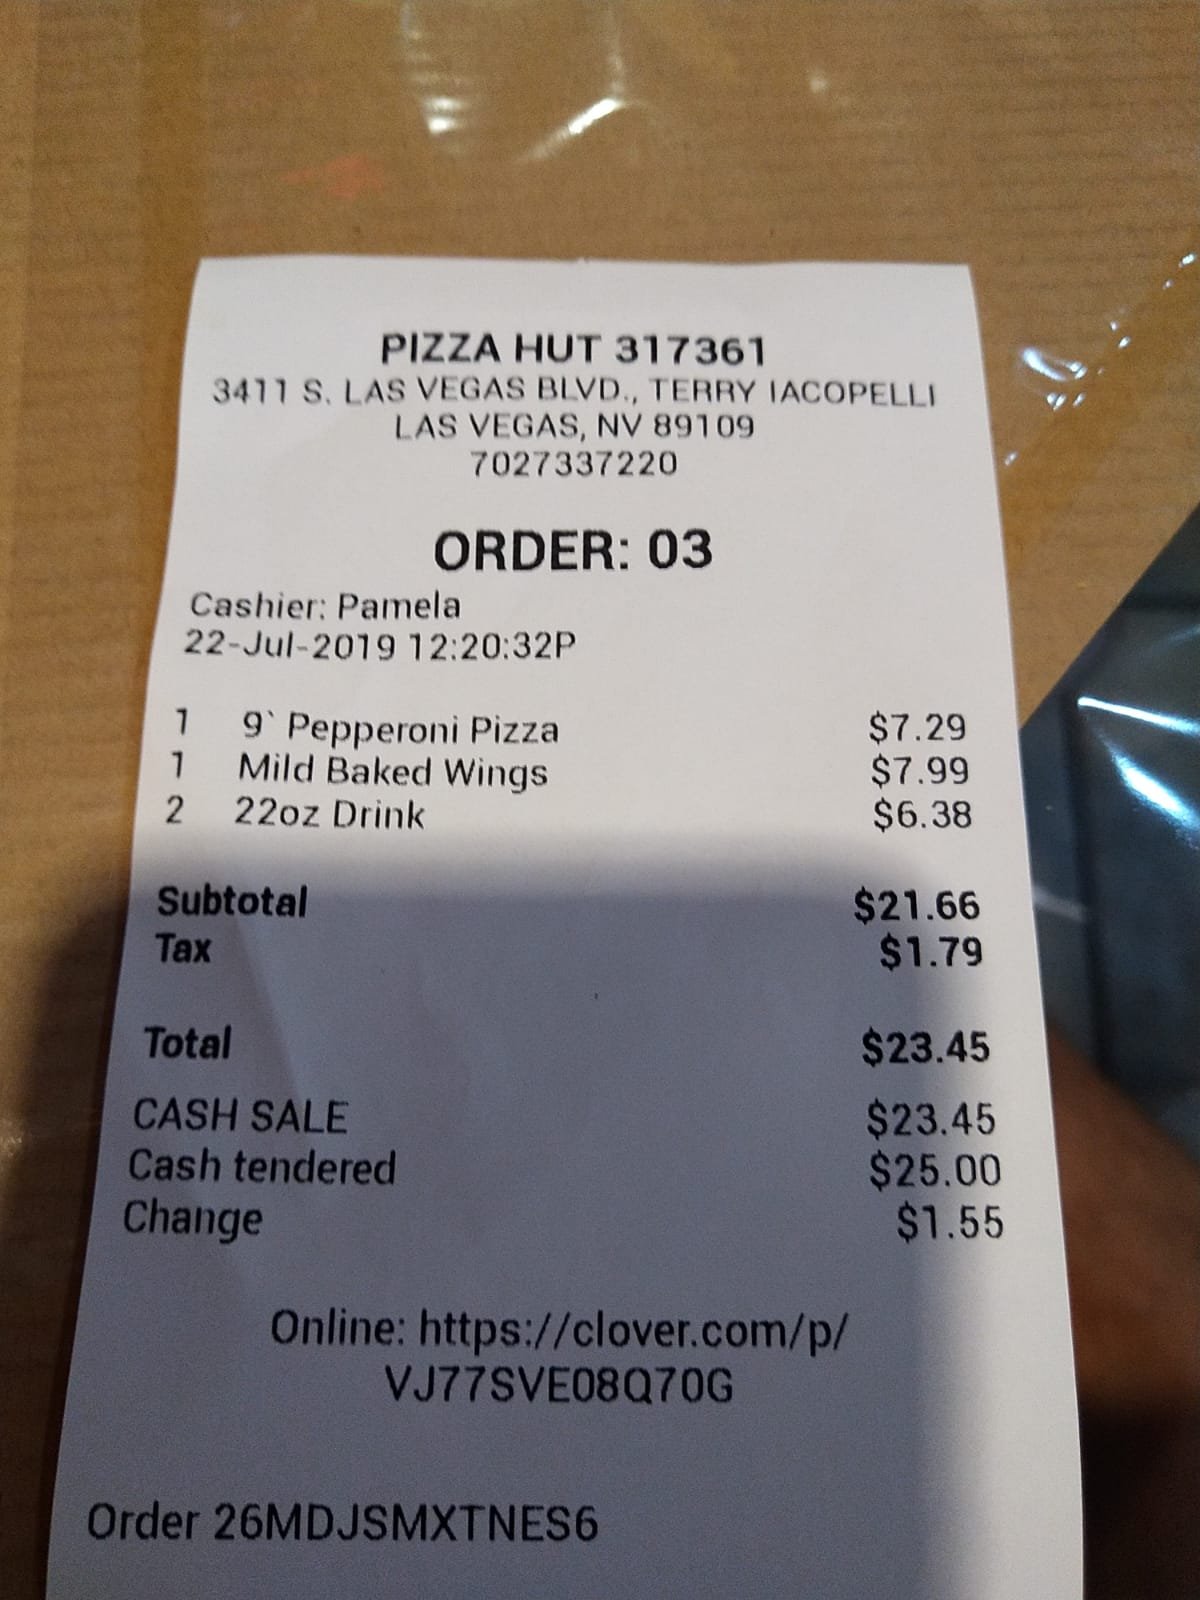 PIZZA HUT 317361
3411 S. LAS VEGAS BLVD., TERRY IACOPELLI
LAS VEGAS, NV 89109
7027337220
ORDER: 03
Cashier: Pamela
22-Jul-2019 12:20:32P
1 9` Pepperoni Pizza $7.29
1 Mild Baked Wings $7.99
2 22oz Drink $6.38
Subtotal $21.66
Tax $1.79
Total $23.45
CASH SALE $23.45
Cash tendered $25.00
Change $1.55
Online: https://clover.com/p/
VJ77SVE08Q70G
Order 26MDJSMXTNES6